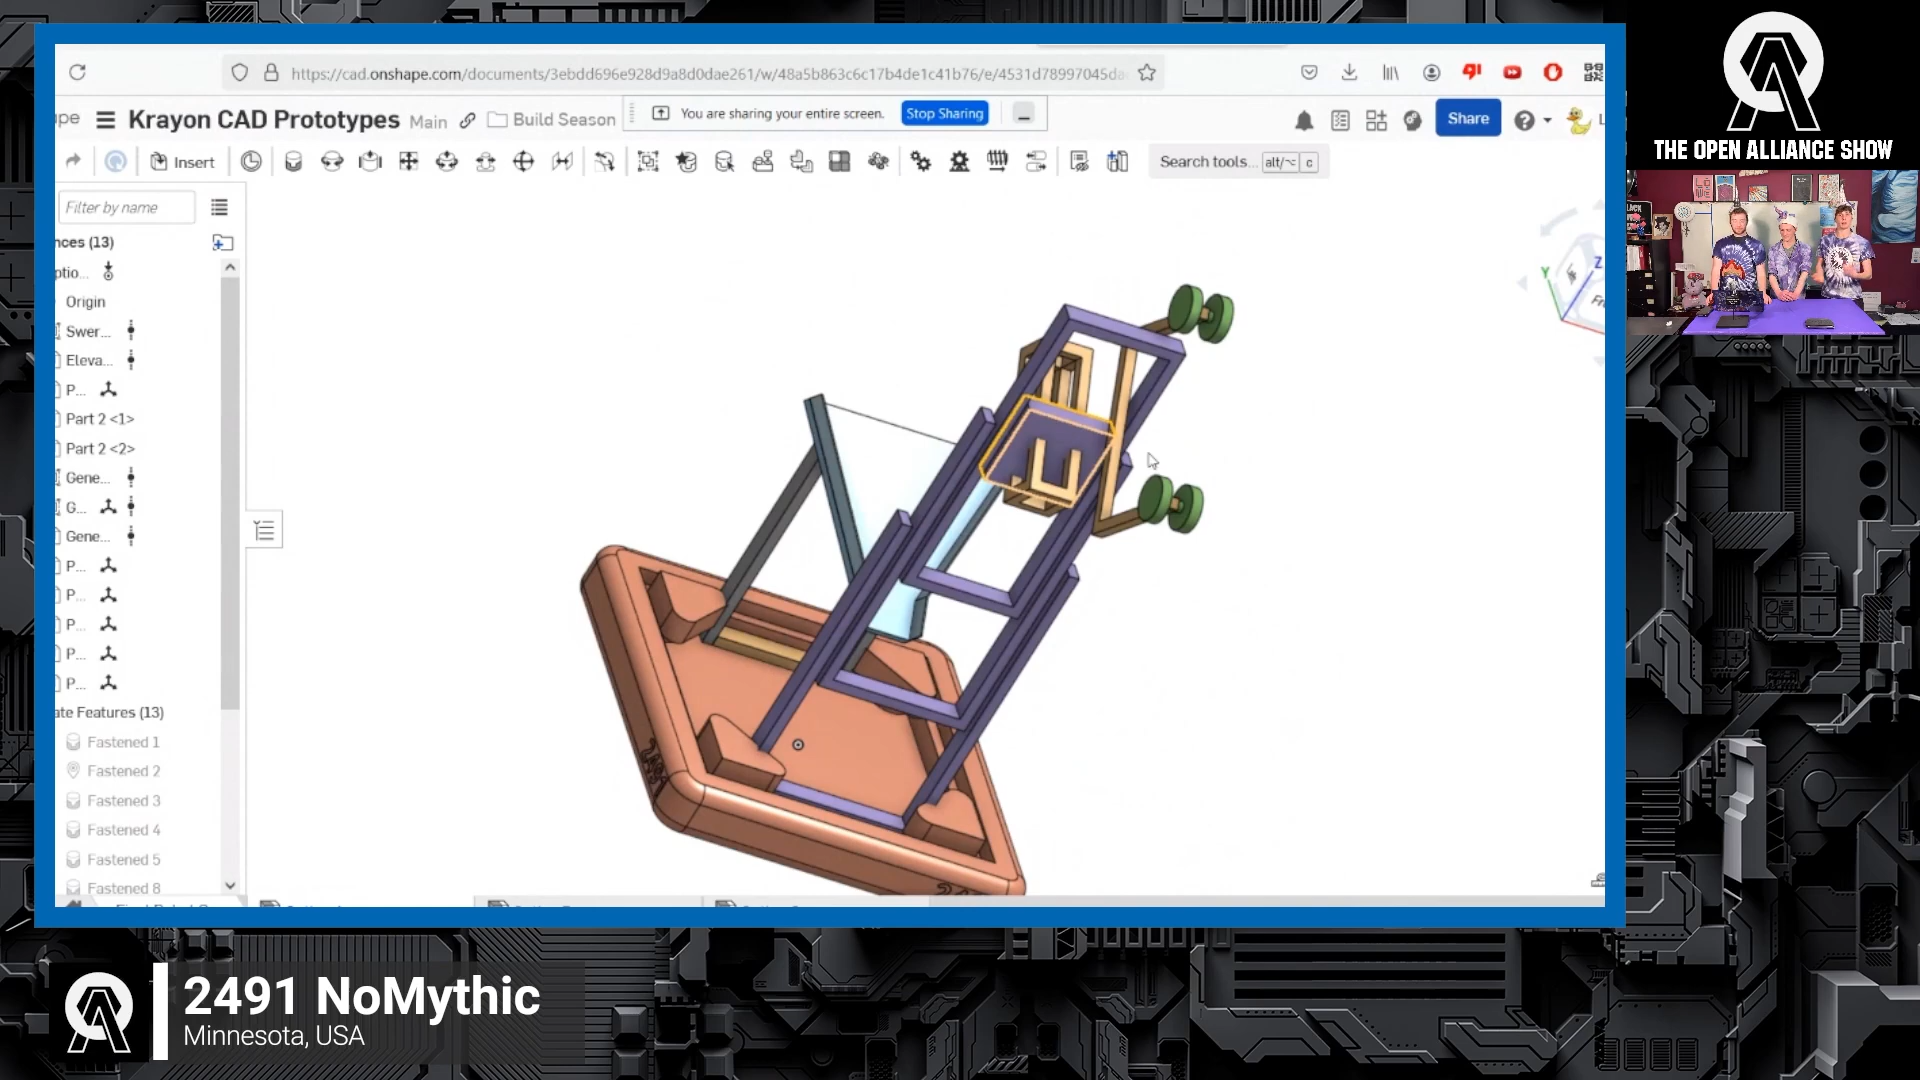 https://cad.onshape.com/documents/3ebdd696e928d9a8d0dae261/w/48a5b863c6c17b4de1c41b76/e/4531d78997045da
pe
Krayon CAD Prototypes
Main
Build Season
You are sharing your entire screen.
Stop Sharing
Share
Insert
Search tools... alt/⌥ c
Filter by name
nces (13)
ptio...
Origin
Swer...
Eleva...
P...
Part 2 <1>
Part 2 <2>
Gene...
G...
Gene...
P...
P...
P...
P...
P...
ate Features (13)
Fastened 1
Fastened 2
Fastened 3
Fastened 4
Fastened 5
Fastened 8
Y
Z
THE OPEN ALLIANCE SHOW
2491 NoMythic
Minnesota, USA